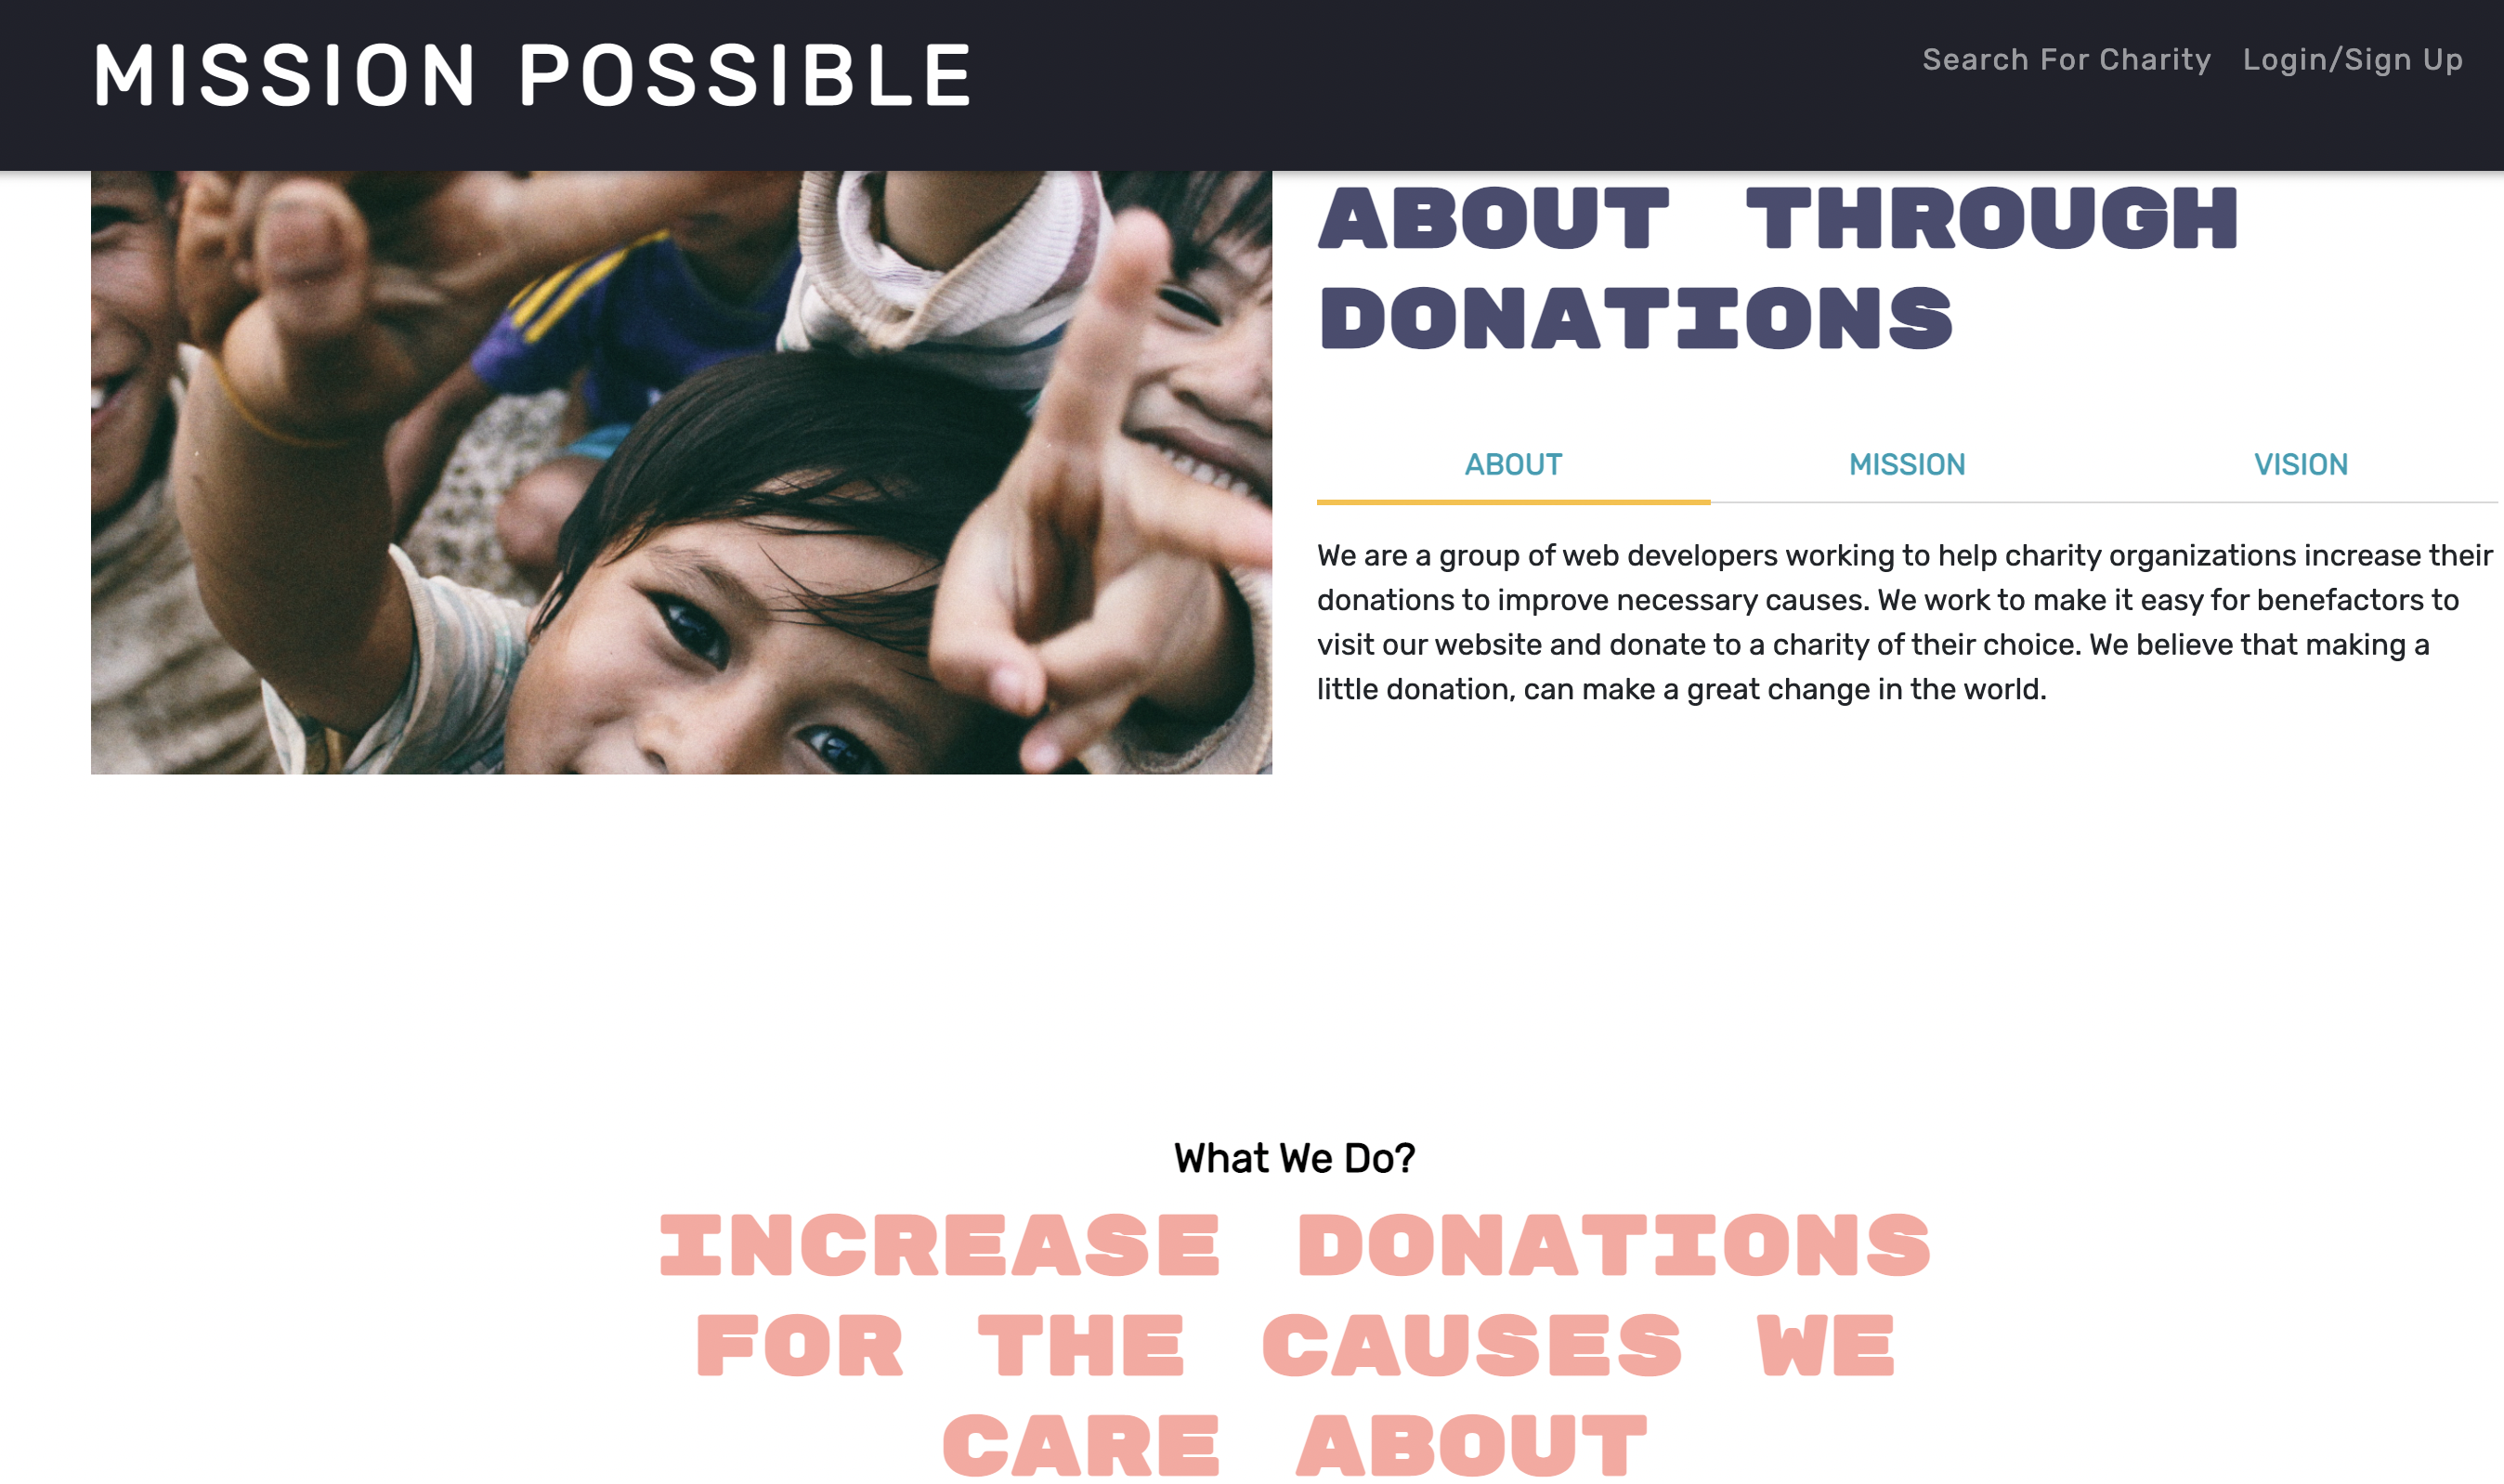 MISSION POSSIBLE
Search For Charity Login/Sign Up
ABOUT THROUGH
DONATIONS
ABOUT MISSION VISION
We are a group of web developers working to help charity organizations increase their
donations to improve necessary causes. We work to make it easy for benefactors to
visit our website and donate to a charity of their choice. We believe that making a
little donation, can make a great change in the world.
What We Do?
INCREASE DONATIONS
FOR THE CAUSES WE
CARE ABOUT